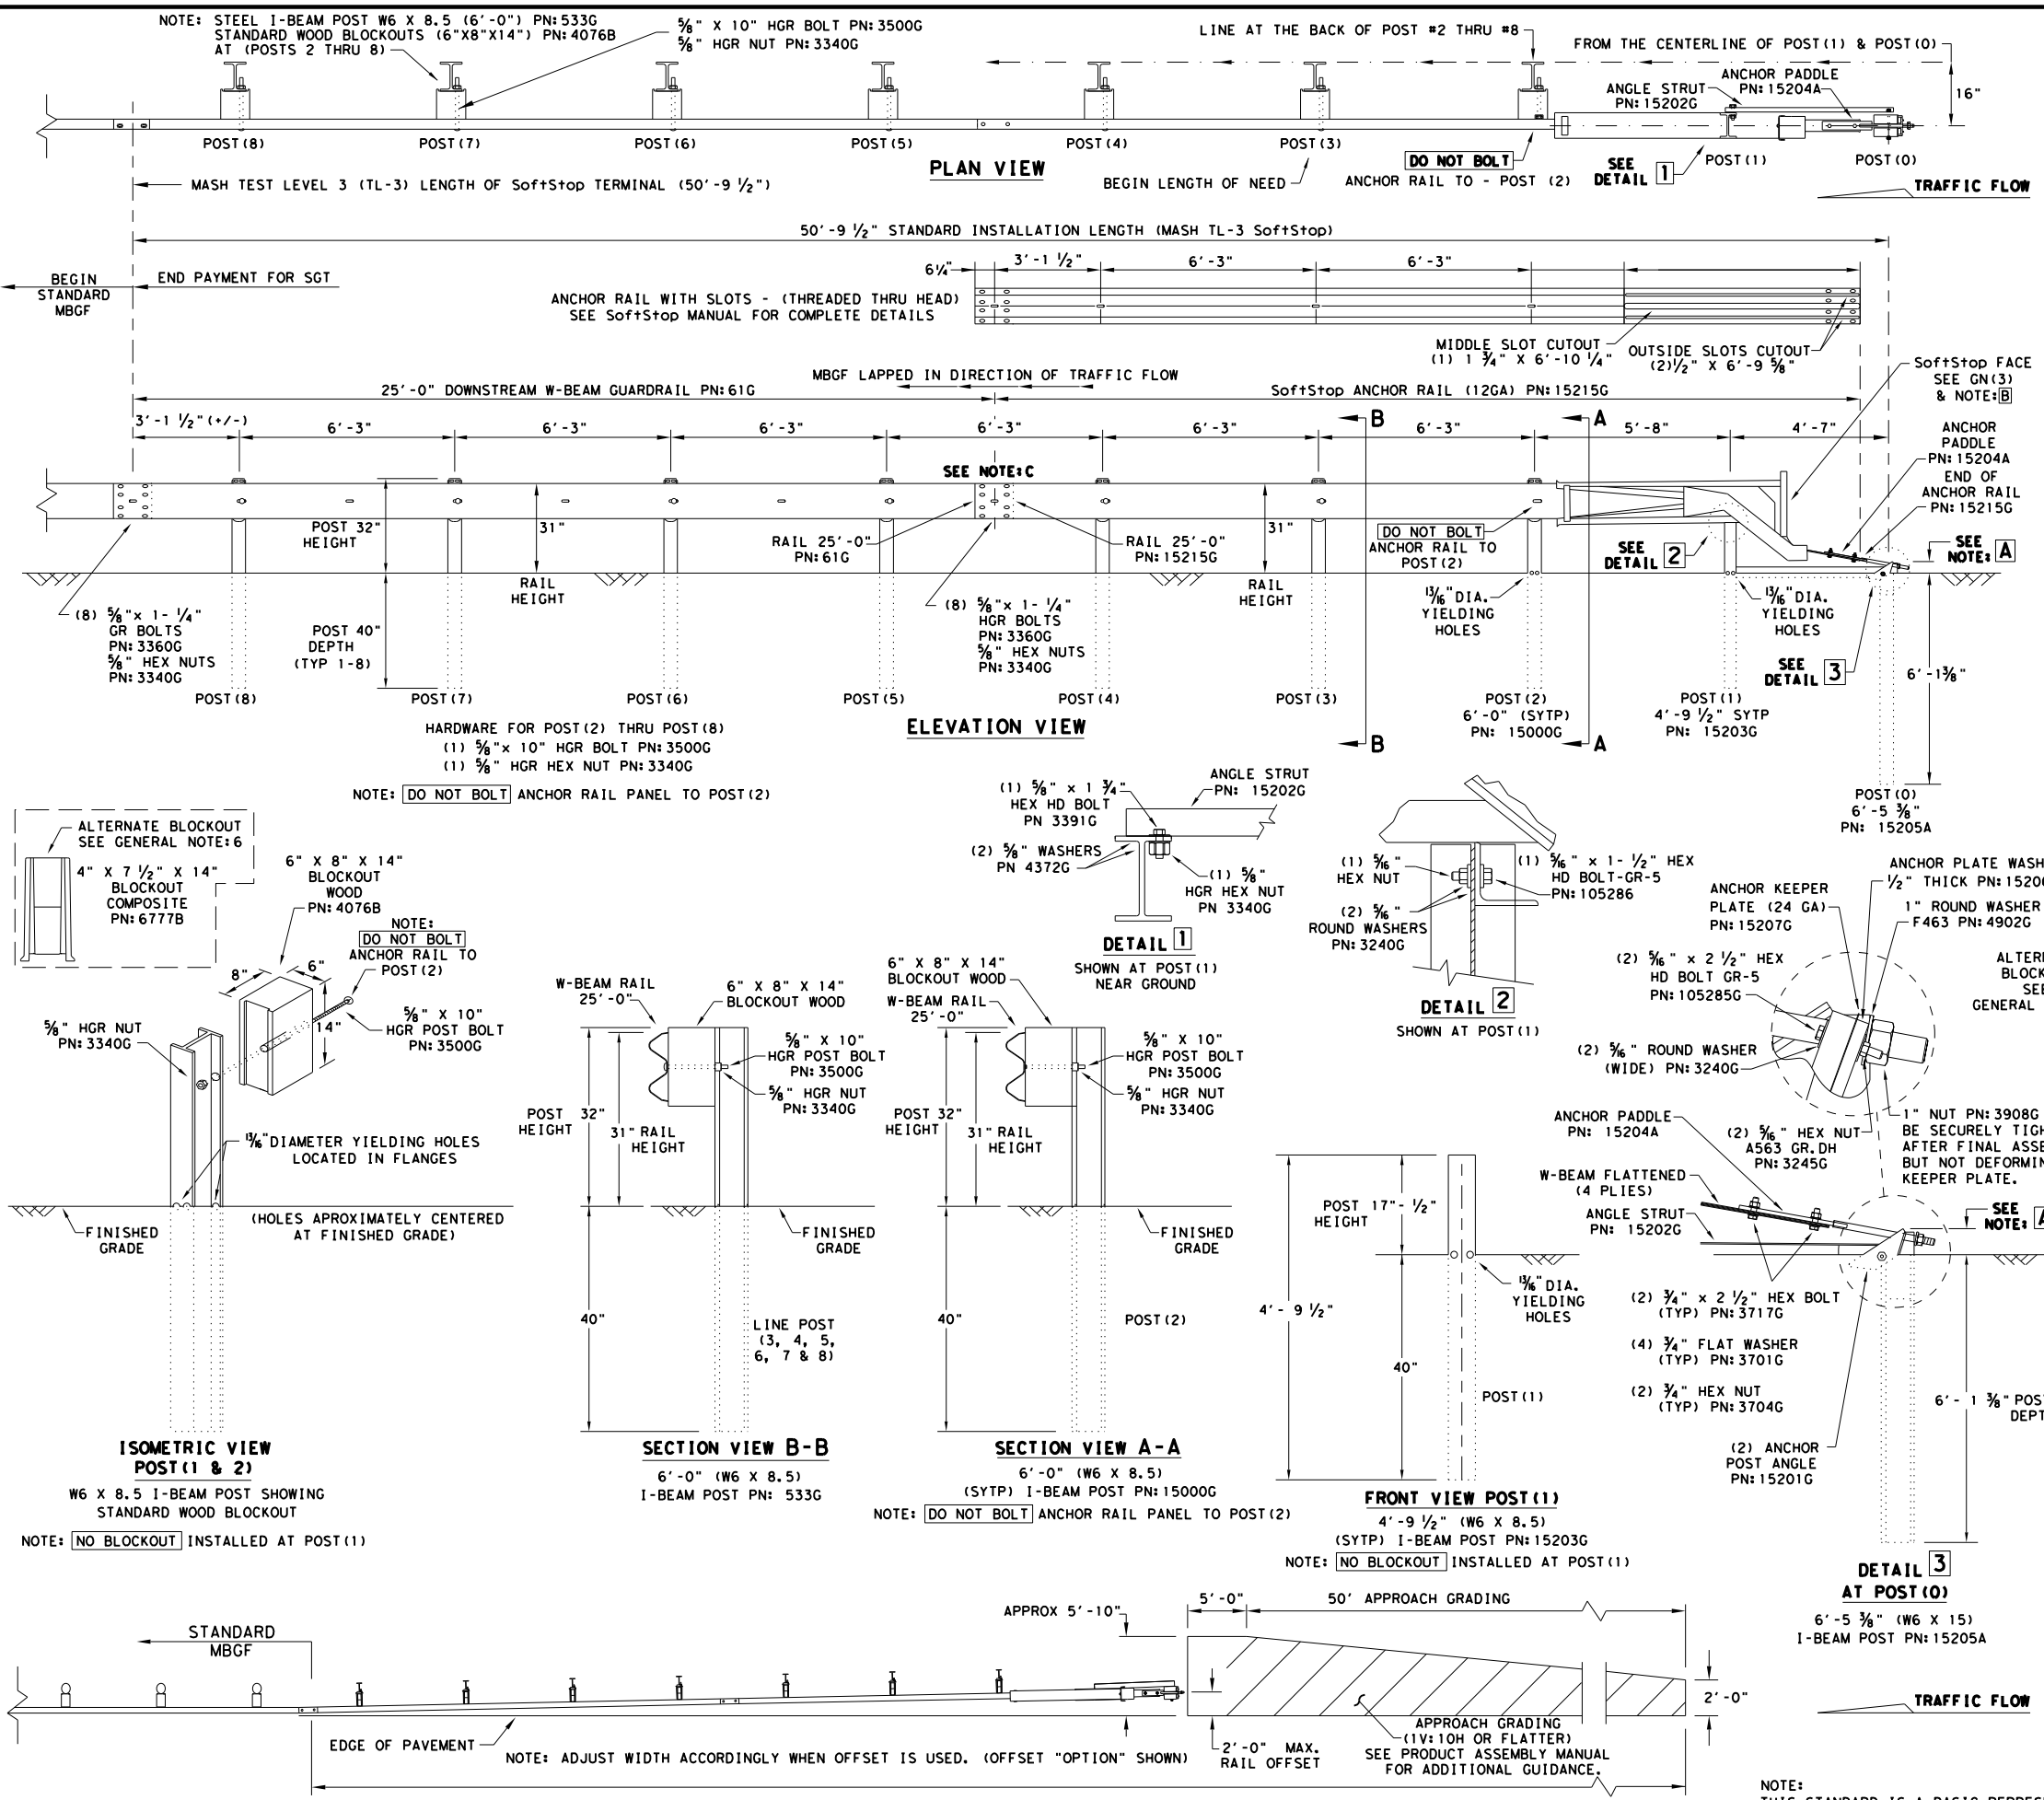 NOTE: STEEL I-BEAM POST W6 X 8.5 (6'-0") PN:533G
STANDARD WOOD BLOCKOUTS (6"X8"X14") PN:4076B
AT (POSTS 2 THRU 8)
5/8" X 10" HGR BOLT PN:3500G
5/8" HGR NUT PN:3340G
LINE AT THE BACK OF POST #2 THRU #8
FROM THE CENTERLINE OF POST(1) & POST(0)
ANGLE STRUT
PN:15202G
ANCHOR PADDLE
PN:15204A
16"
POST(8)
POST(7)
POST(6)
POST(5)
POST(4)
POST(3)
DO NOT BOLT
ANCHOR RAIL TO - POST (2)
SEE
DETAIL 1
POST(1)
POST(0)
PLAN VIEW
MASH TEST LEVEL 3 (TL-3) LENGTH OF SoftStop TERMINAL (50'-9 1/2")
BEGIN LENGTH OF NEED
TRAFFIC FLOW
50'-9 1/2" STANDARD INSTALLATION LENGTH (MASH TL-3 SoftStop)
BEGIN
STANDARD
MBGF
END PAYMENT FOR SGT
6 1/4"
3'-1 1/2"
6'-3"
6'-3"
ANCHOR RAIL WITH SLOTS - (THREADED THRU HEAD)
SEE SoftStop MANUAL FOR COMPLETE DETAILS
MIDDLE SLOT CUTOUT
(1) 1 3/4" X 6'-10 1/4"
OUTSIDE SLOTS CUTOUT
(2)1/2" X 6'-9 5/8"
SoftStop FACE
SEE GN(3)
& NOTE:B
MBGF LAPPED IN DIRECTION OF TRAFFIC FLOW
25'-0" DOWNSTREAM W-BEAM GUARDRAIL PN:61G
SoftStop ANCHOR RAIL (12GA) PN:15215G
3'-1 1/2"(+/-)
6'-3"
6'-3"
6'-3"
6'-3"
6'-3"
6'-3"
5'-8"
4'-7"
B
A
ANCHOR
PADDLE
PN:15204A
END OF
ANCHOR RAIL
PN:15215G
SEE NOTE:C
POST 32"
HEIGHT
31"
RAIL
HEIGHT
RAIL 25'-0"
PN:61G
RAIL 25'-0"
PN:15215G
31"
RAIL
HEIGHT
DO NOT BOLT
ANCHOR RAIL TO
POST(2)
SEE
DETAIL 2
SEE
NOTE: A
(8) 5/8"x 1- 1/4"
GR BOLTS
PN:3360G
5/8" HEX NUTS
PN:3340G
POST 40"
DEPTH
(TYP 1-8)
(8) 5/8"x 1- 1/4"
HGR BOLTS
PN:3360G
5/8" HEX NUTS
PN:3340G
13/16" DIA.
YIELDING
HOLES
13/16" DIA.
YIELDING
HOLES
SEE
DETAIL 3
6'-1 3/8"
POST(8)
POST(7)
POST(6)
POST(5)
POST(4)
POST(3)
POST(2)
6'-0" (SYTP)
PN: 15000G
POST(1)
4'-9 1/2" SYTP
PN: 15203G
B
A
ELEVATION VIEW
HARDWARE FOR POST(2) THRU POST(8)
(1) 5/8"x 10" HGR BOLT PN:3500G
(1) 5/8" HGR HEX NUT PN:3340G
NOTE: DO NOT BOLT ANCHOR RAIL PANEL TO POST(2)
POST(0)
6'-5 3/8"
PN: 15205A
ALTERNATE BLOCKOUT
SEE GENERAL NOTE:6
4" X 7 1/2" X 14"
BLOCKOUT
COMPOSITE
PN:6777B
6" X 8" X 14"
BLOCKOUT
WOOD
PN:4076B
NOTE:
DO NOT BOLT
ANCHOR RAIL TO
POST(2)
8"
6"
14"
5/8" X 10"
HGR POST BOLT
PN:3500G
5/8" HGR NUT
PN:3340G
13/16" DIAMETER YIELDING HOLES
LOCATED IN FLANGES
FINISHED
GRADE
(HOLES APROXIMATELY CENTERED
AT FINISHED GRADE)
ISOMETRIC VIEW
POST(1 & 2)
W6 X 8.5 I-BEAM POST SHOWING
STANDARD WOOD BLOCKOUT
NOTE: NO BLOCKOUT INSTALLED AT POST(1)
(1) 5/8" x 1 3/4"
HEX HD BOLT
PN 3391G
ANGLE STRUT
PN: 15202G
(2) 5/8" WASHERS
PN 4372G
(1) 5/8"
HGR HEX NUT
PN 3340G
DETAIL 1
SHOWN AT POST(1)
NEAR GROUND
(1) 5/16"
HEX NUT
(1) 5/16" x 1- 1/2" HEX
HD BOLT-GR-5
PN:105286
(2) 5/16"
ROUND WASHERS
PN:3240G
DETAIL 2
SHOWN AT POST(1)
ANCHOR PLATE WASH
1/2" THICK PN:1520
ANCHOR KEEPER
PLATE (24 GA)
PN:15207G
1" ROUND WASHER
F463 PN:4902G
(2) 5/16" x 2 1/2" HEX
HD BOLT GR-5
PN:105285G
(2) 5/16" ROUND WASHER
(WIDE) PN:3240G
ALTER
BLOCK
SEE
GENERAL
W-BEAM RAIL
25'-0"
6" X 8" X 14"
BLOCKOUT WOOD
5/8" X 10"
HGR POST BOLT
PN:3500G
5/8" HGR NUT
PN:3340G
POST 32"
HEIGHT
31" RAIL
HEIGHT
FINISHED
GRADE
40"
LINE POST
(3, 4, 5,
6, 7 & 8)
SECTION VIEW B-B
6'-0" (W6 X 8.5)
I-BEAM POST PN: 533G
6" X 8" X 14"
BLOCKOUT WOOD
W-BEAM RAIL
25'-0"
5/8" X 10"
HGR POST BOLT
PN:3500G
5/8" HGR NUT
PN:3340G
POST 32"
HEIGHT
31" RAIL
HEIGHT
FINISHED
GRADE
40"
POST(2)
SECTION VIEW A-A
6'-0" (W6 X 8.5)
(SYTP) I-BEAM POST PN:15000G
NOTE: DO NOT BOLT ANCHOR RAIL PANEL TO POST(2)
POST 17"- 1/2"
HEIGHT
4'- 9 1/2"
13/16" DIA.
YIELDING
HOLES
40"
POST(1)
FRONT VIEW POST(1)
4'-9 1/2" (W6 X 8.5)
(SYTP) I-BEAM POST PN:15203G
NOTE: NO BLOCKOUT INSTALLED AT POST(1)
ANCHOR PADDLE
PN: 15204A
(2) 5/16" HEX NUT
A563 GR.DH
PN:3245G
1" NUT PN:3908G
BE SECURELY TIGH
AFTER FINAL ASSE
BUT NOT DEFORMIN
KEEPER PLATE.
W-BEAM FLATTENED
(4 PLIES)
ANGLE STRUT
PN: 15202G
SEE
NOTE: A
(2) 3/4" x 2 1/2" HEX BOLT
(TYP) PN:3717G
(4) 3/4" FLAT WASHER
(TYP) PN:3701G
(2) 3/4" HEX NUT
(TYP) PN:3704G
6'- 1 3/8" POS
DEPT
(2) ANCHOR
POST ANGLE
PN:15201G
DETAIL 3
AT POST(0)
6'-5 3/8" (W6 X 15)
I-BEAM POST PN:15205A
STANDARD
MBGF
APPROX 5'-10"
5'-0"
50' APPROACH GRADING
2'-0"
TRAFFIC FLOW
EDGE OF PAVEMENT
NOTE: ADJUST WIDTH ACCORDINGLY WHEN OFFSET IS USED. (OFFSET "OPTION" SHOWN)
2'-0" MAX.
RAIL OFFSET
APPROACH GRADING
(1V:10H OR FLATTER)
SEE PRODUCT ASSEMBLY MANUAL
FOR ADDITIONAL GUIDANCE.
NOTE: